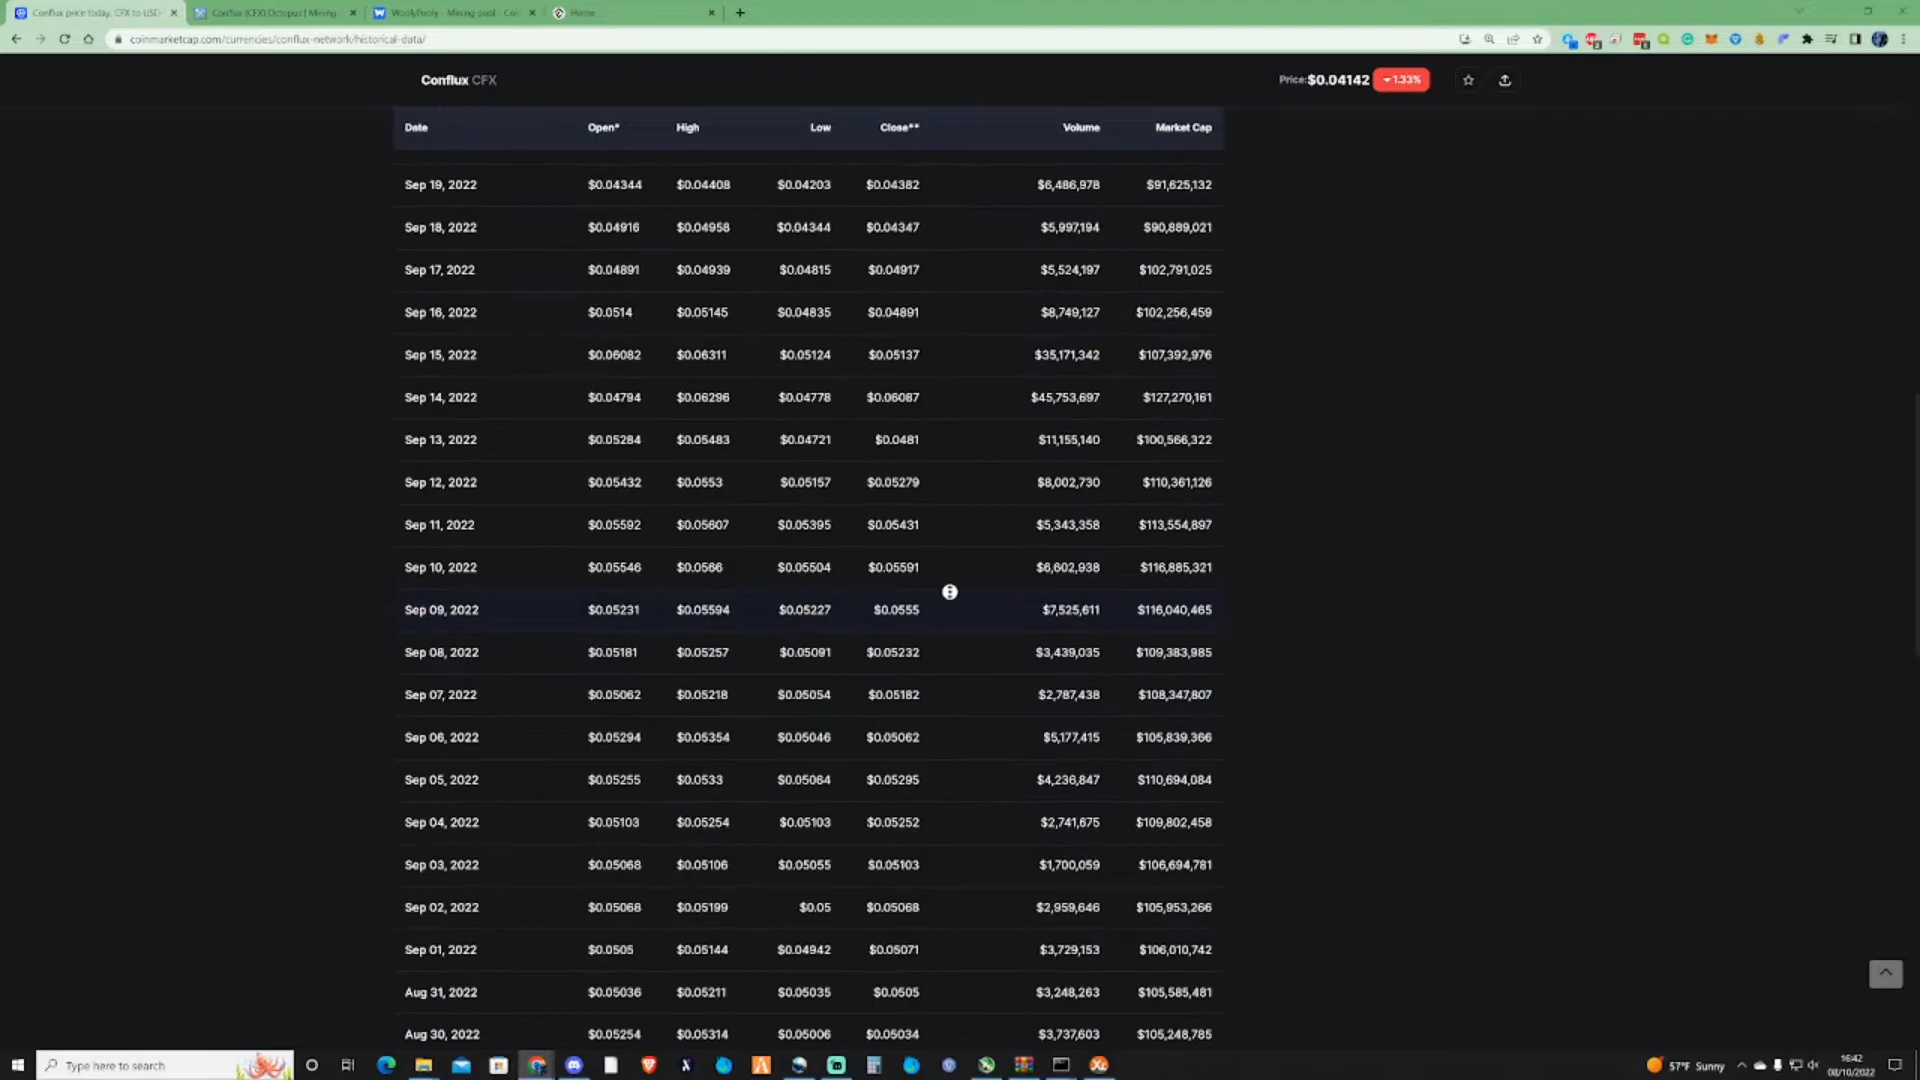 Conflux price today, CFX to USD
Conflux (CFX) Octopus | Mining
WoolyPooly - Mining pool - Con
Home
coinmarketcap.com/currencies/conflux-network/historical-data/
Conflux CFX
Price: $0.04142 1.33%
Date Open* High Low Close** Volume Market Cap
Sep 19, 2022 $0.04344 $0.04408 $0.04203 $0.04382 $6,486,978 $91,625,132
Sep 18, 2022 $0.04916 $0.04958 $0.04344 $0.04347 $5,997,194 $90,889,021
Sep 17, 2022 $0.04891 $0.04939 $0.04815 $0.04917 $5,524,197 $102,791,025
Sep 16, 2022 $0.0514 $0.05145 $0.04835 $0.04891 $8,749,127 $102,256,459
Sep 15, 2022 $0.06082 $0.06311 $0.05124 $0.05137 $35,171,342 $107,392,976
Sep 14, 2022 $0.04794 $0.06296 $0.04778 $0.06087 $45,753,697 $127,270,161
Sep 13, 2022 $0.05284 $0.05483 $0.04721 $0.0481 $11,155,140 $100,566,322
Sep 12, 2022 $0.05432 $0.0553 $0.05157 $0.05279 $8,002,730 $110,361,126
Sep 11, 2022 $0.05592 $0.05607 $0.05395 $0.05431 $5,343,358 $113,554,897
Sep 10, 2022 $0.05546 $0.0566 $0.05504 $0.05591 $6,602,938 $116,885,321
Sep 09, 2022 $0.05231 $0.05594 $0.05227 $0.0555 $7,525,611 $116,040,465
Sep 08, 2022 $0.05181 $0.05257 $0.05091 $0.05232 $3,439,035 $109,383,985
Sep 07, 2022 $0.05062 $0.05218 $0.05054 $0.05182 $2,787,438 $108,347,807
Sep 06, 2022 $0.05294 $0.05354 $0.05046 $0.05062 $5,177,415 $105,839,366
Sep 05, 2022 $0.05255 $0.0533 $0.05064 $0.05295 $4,236,847 $110,694,084
Sep 04, 2022 $0.05103 $0.05254 $0.05103 $0.05252 $2,741,675 $109,802,458
Sep 03, 2022 $0.05068 $0.05106 $0.05055 $0.05103 $1,700,059 $106,694,781
Sep 02, 2022 $0.05068 $0.05199 $0.05 $0.05068 $2,959,646 $105,953,266
Sep 01, 2022 $0.0505 $0.05144 $0.04942 $0.05071 $3,729,153 $106,010,742
Aug 31, 2022 $0.05036 $0.05211 $0.05035 $0.0505 $3,248,263 $105,585,481
Aug 30, 2022 $0.05254 $0.05314 $0.05006 $0.05034 $3,737,603 $105,248,785
Type here to search
57°F Sunny
16:42
08/10/2022